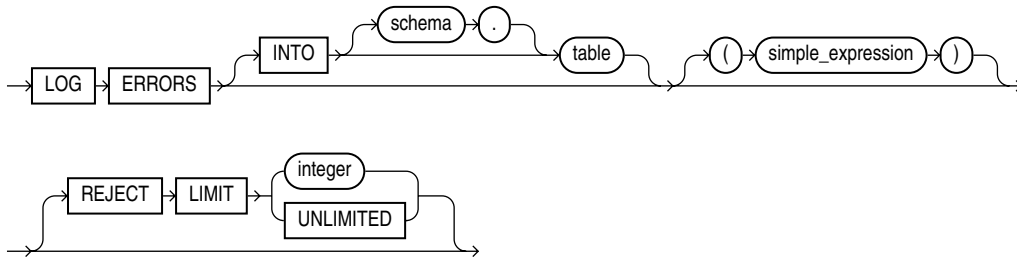 schema .
INTO table ( simple_expression )
LOG ERRORS
integer
REJECT LIMIT
UNLIMITED